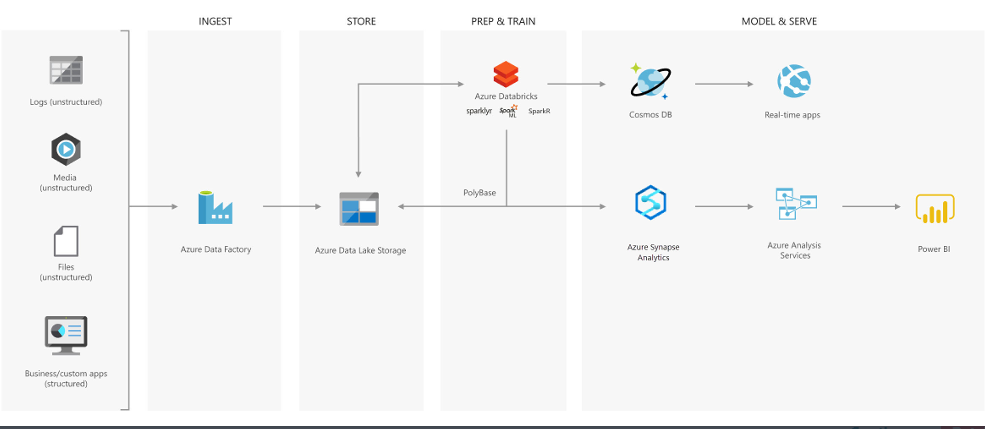 INGEST
STORE
PREP & TRAIN
MODEL & SERVE
Logs (unstructured)
Media
(unstructured)
Files
(unstructured)
Business/custom apps
(structured)
Azure Data Factory
Azure Data Lake Storage
Azure Databricks
sparklyr
Spark
ML
SparkR
PolyBase
Cosmos DB
Real-time apps
Azure Synapse
Analytics
Azure Analysis
Services
Power BI